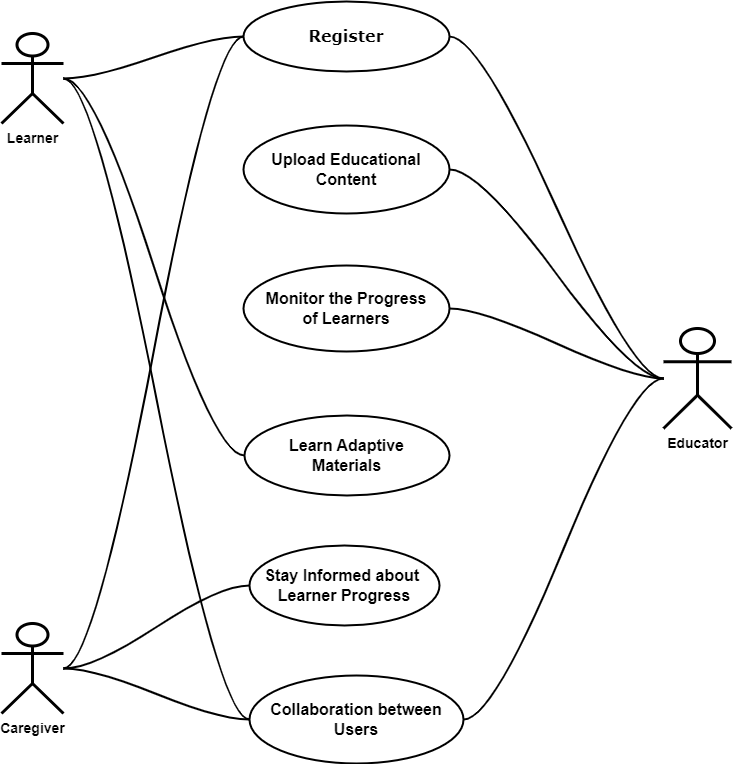 Register
Learner
Upload Educational
Content
Monitor the Progress
of Learners
Educator
Learn Adaptive
Materials
Stay Informed about
Learner Progress
Caregiver
Collaboration between
Users